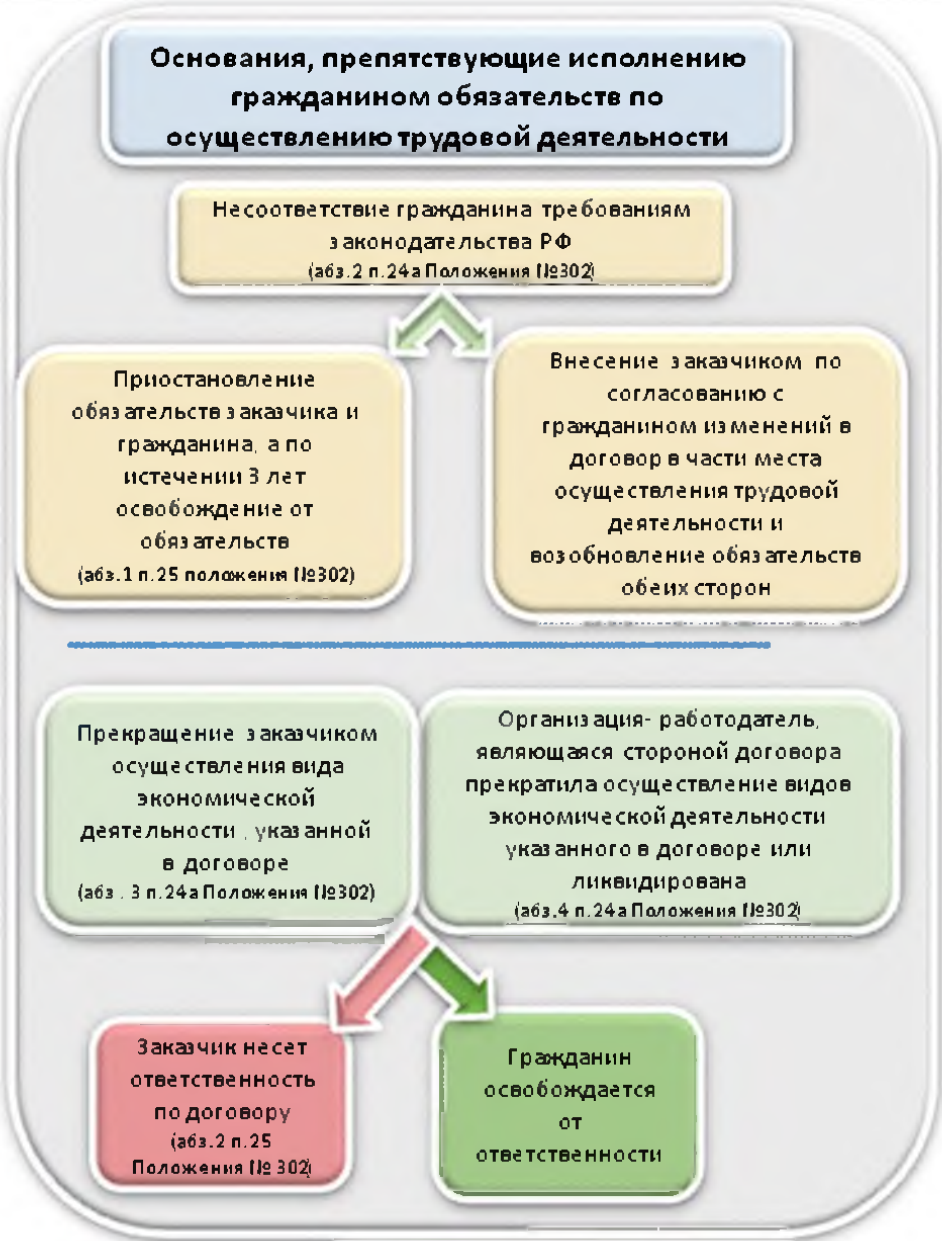 Основания, препятствующие исполнению
гражданином обязательств по
осуществлению трудовой деятельности
Несоответствие гражданина требованиям
законодательства РФ
(абз.2 п.24а Положения №302)
Приостановление
обязательств заказчика и
гражданина, а по
истечении 3 лет
освобождение от
обязательств
(абз.1 п.25 положения №302)
Внесение заказчиком по
согласованию с
гражданином изменений в
договор в части места
осуществления трудовой
деятельности и
возобновление обязательств
обеих сторон
Прекращение заказчиком
осуществления вида
экономической
деятельности , указанной
в договоре
(абз . 3 п.24а Положения №302)
Организация- работодатель,
являющаяся стороной договора
прекратила осуществление видов
экономической деятельности
указанного в договоре или
ликвидирована
(абз.4 п.24а Положения №302)
Заказчик несет
ответственность
по договору
(абз.2 п.25
Положения № 302)
Гражданин
освобождается
от
ответственности